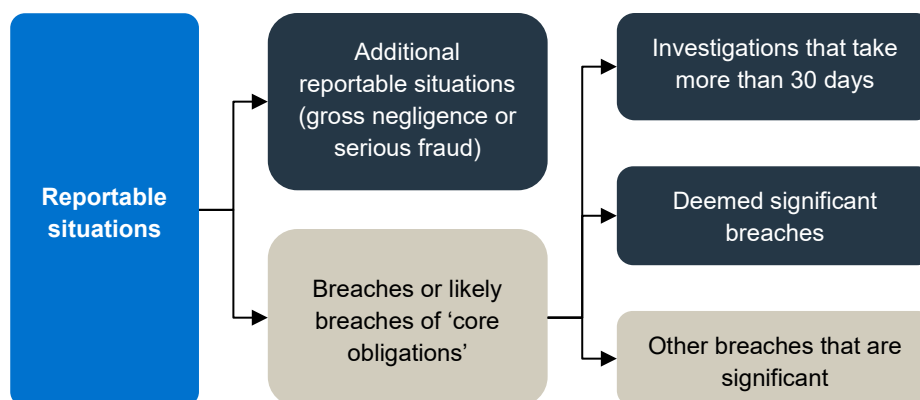 Reportable
situations
Additional
reportable situations
(gross negligence or
serious fraud)
Breaches or likely
breaches of ‘core
obligations’
Investigations that take
more than 30 days
Deemed significant
breaches
Other breaches that are
significant